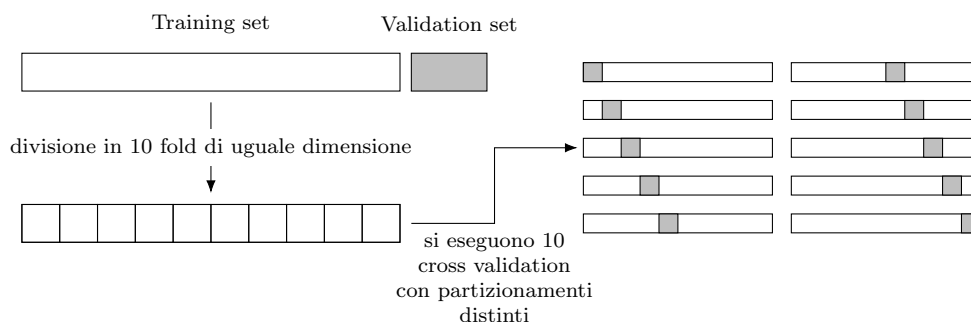 Training set
Validation set
divisione in 10 fold di uguale dimensione
si eseguono 10
cross validation
con partizionamenti
distinti